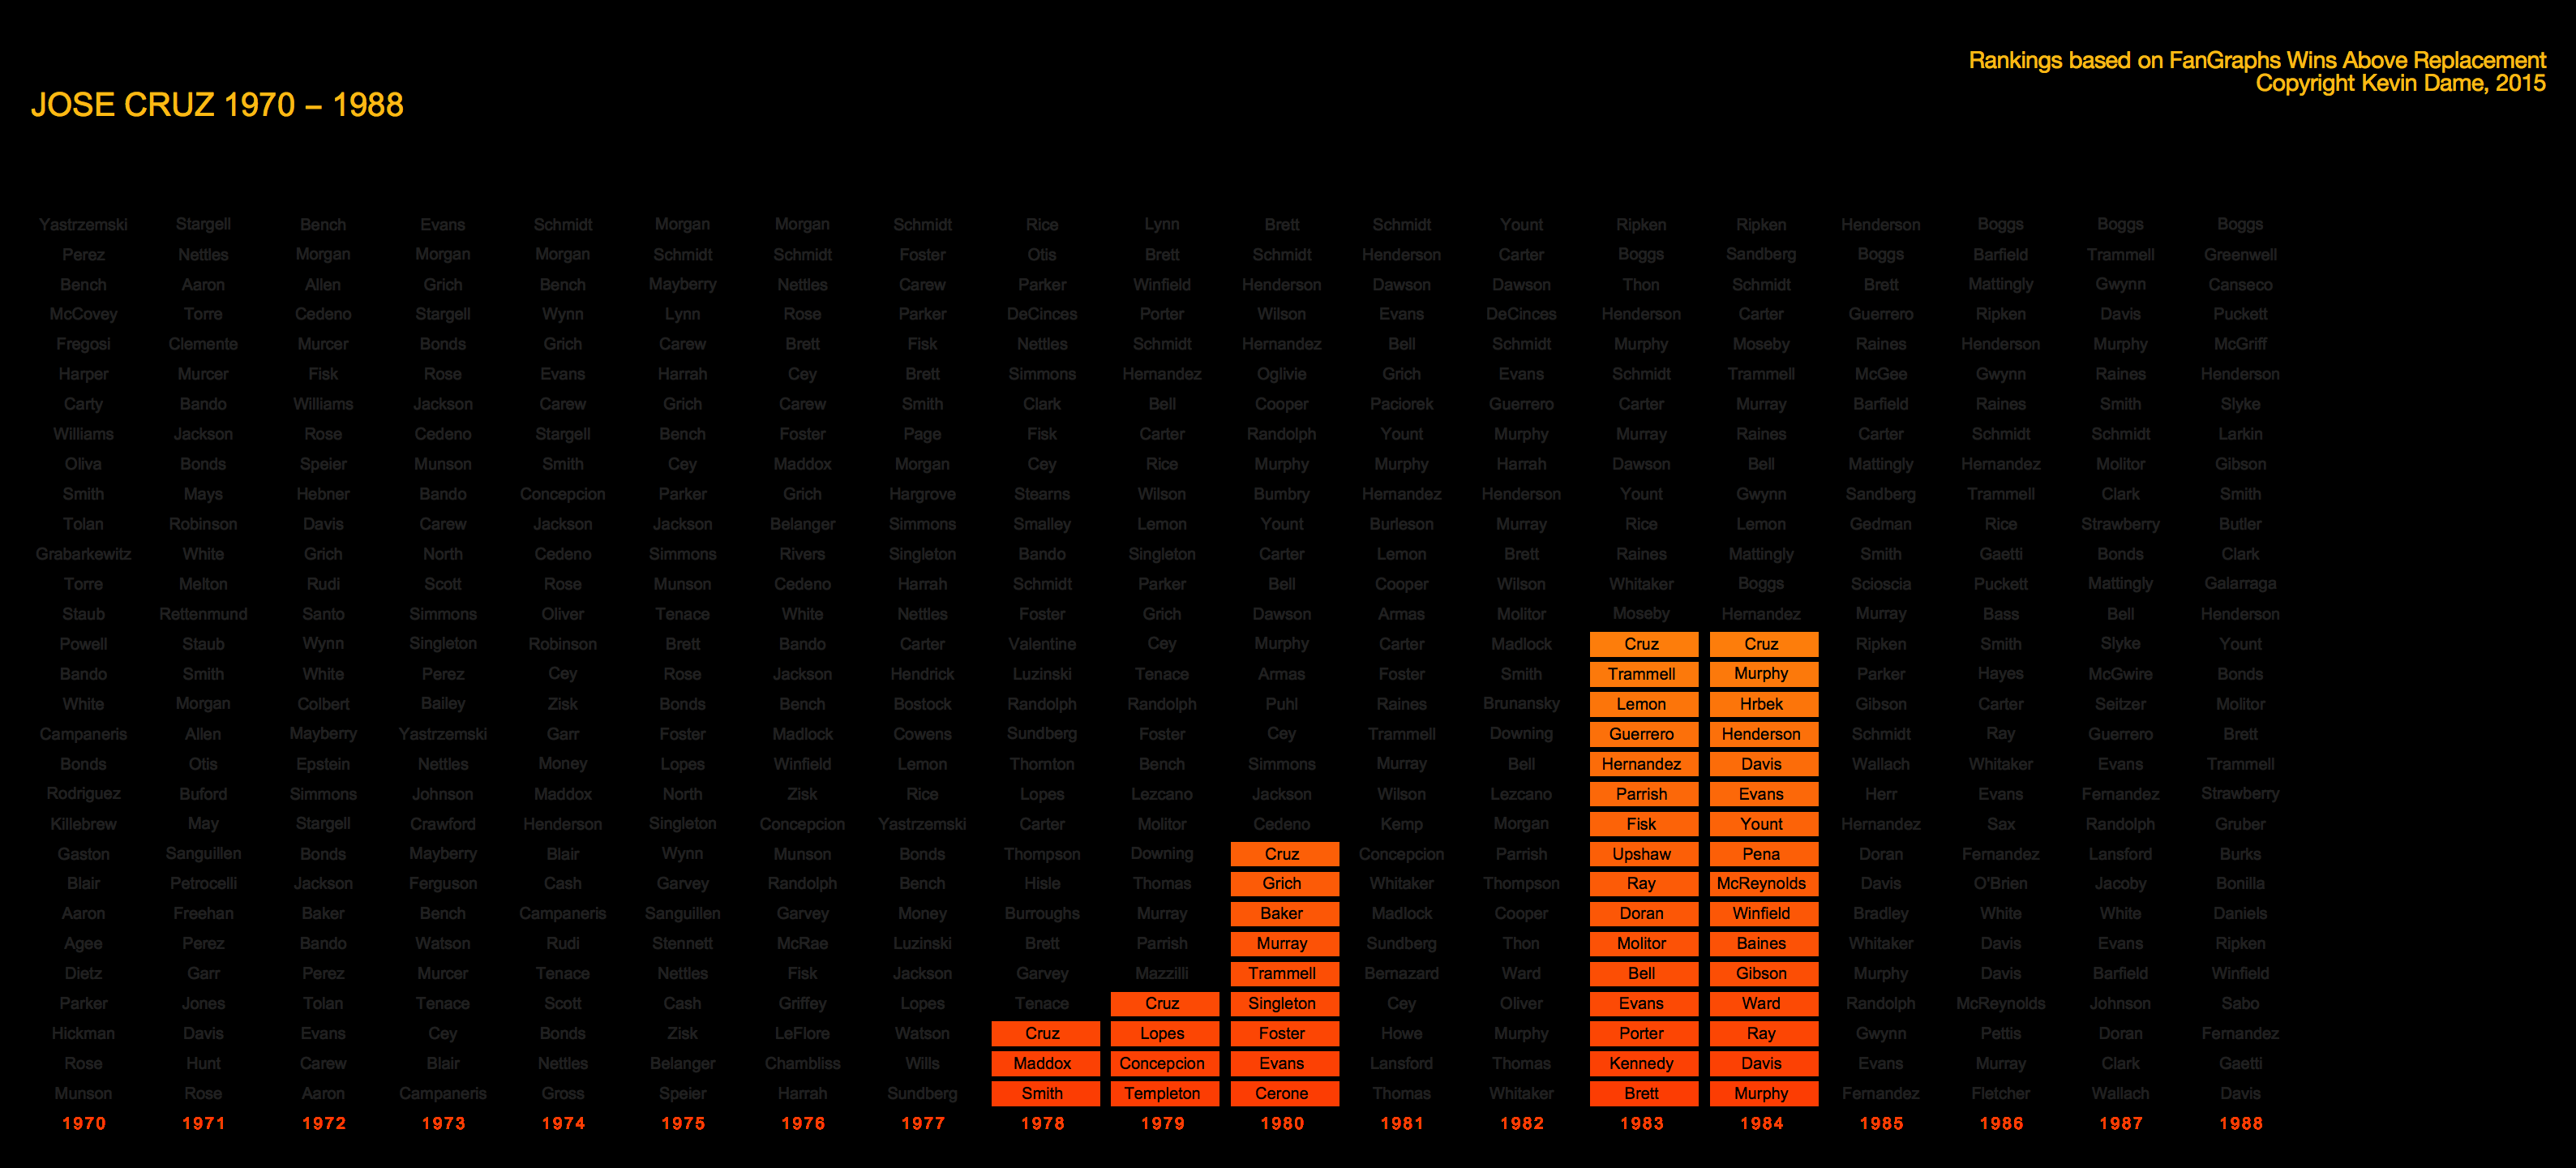 Rankings based on FanGraphs Wins Above Replacement
Copyright Kevin Dame, 2015
JOSE CRUZ 1970 – 1988
Yastrzemski Stargell Bench Evans Schmidt Morgan Morgan Schmidt Rice Lynn Brett Schmidt Yount Ripken Ripken Henderson Boggs Boggs Boggs
Perez Nettles Morgan Morgan Morgan Schmidt Schmidt Foster Otis Brett Schmidt Henderson Carter Boggs Sandberg Boggs Barfield Trammell Greenwell
Bench Aaron Allen Grich Bench Mayberry Nettles Carew Parker Winfield Henderson Dawson Dawson Thon Schmidt Brett Mattingly Gwynn Canseco
McCovey Torre Cedeno Stargell Wynn Lynn Rose Parker DeCinces Porter Wilson Evans DeCinces Henderson Carter Guerrero Ripken Davis Puckett
Fregosi Clemente Murcer Bonds Grich Carew Brett Fisk Nettles Schmidt Hernandez Bell Schmidt Murphy Moseby Raines Henderson Murphy McGriff
Harper Murcer Fisk Rose Evans Harrah Cey Brett Simmons Hernandez Oglivie Grich Evans Schmidt Trammell McGee Gwynn Raines Henderson
Carty Bando Williams Jackson Carew Grich Carew Smith Clark Bell Cooper Paciorek Guerrero Carter Murray Barfield Raines Smith Slyke
Williams Jackson Rose Cedeno Stargell Bench Foster Page Fisk Carter Randolph Yount Murphy Murray Raines Carter Schmidt Schmidt Larkin
Oliva Bonds Speier Munson Smith Cey Maddox Morgan Cey Rice Murphy Murphy Harrah Dawson Bell Mattingly Hernandez Molitor Gibson
Smith Mays Hebner Bando Concepcion Parker Grich Hargrove Stearns Wilson Bumbry Hernandez Henderson Yount Gwynn Sandberg Trammell Clark Smith
Tolan Robinson Davis Carew Jackson Jackson Belanger Simmons Smalley Lemon Yount Burleson Murray Rice Lemon Gedman Rice Strawberry Butler
Grabarkewitz White Grich North Cedeno Simmons Rivers Singleton Bando Singleton Carter Lemon Brett Raines Mattingly Smith Gaetti Bonds Clark
Torre Melton Rudi Scott Rose Munson Cedeno Harrah Schmidt Parker Bell Cooper Wilson Whitaker Boggs Scioscia Puckett Mattingly Galarraga
Staub Rettenmund Santo Simmons Oliver Tenace White Nettles Foster Grich Dawson Armas Molitor Moseby Hernandez Murray Bass Bell Henderson
Powell Staub Wynn Singleton Robinson Brett Bando Carter Valentine Cey Murphy Carter Madlock Cruz Cruz Ripken Smith Slyke Yount
Bando Smith White Perez Cey Rose Jackson Hendrick Luzinski Tenace Armas Foster Smith Trammell Murphy Parker Hayes McGwire Bonds
White Morgan Colbert Bailey Zisk Bonds Bench Bostock Randolph Randolph Puhl Raines Brunansky Lemon Hrbek Gibson Carter Seitzer Molitor
Campaneris Allen Mayberry Yastrzemski Garr Foster Madlock Cowens Sundberg Foster Cey Trammell Downing Guerrero Henderson Schmidt Ray Guerrero Brett
Bonds Otis Epstein Nettles Money Lopes Winfield Lemon Thornton Bench Simmons Murray Bell Hernandez Davis Wallach Whitaker Evans Trammell
Rodriguez Buford Simmons Johnson Maddox North Zisk Rice Lopes Lezcano Jackson Wilson Lezcano Parrish Evans Herr Evans Fernandez Strawberry
Killebrew May Stargell Crawford Henderson Singleton Concepcion Yastrzemski Carter Molitor Cedeno Kemp Morgan Fisk Yount Hernandez Sax Randolph Gruber
Gaston Sanguillen Bonds Mayberry Blair Wynn Munson Bonds Thompson Downing Cruz Concepcion Parrish Upshaw Pena Doran Fernandez Lansford Burks
Blair Petrocelli Jackson Ferguson Cash Garvey Randolph Bench Hisle Thomas Grich Whitaker Thompson Ray McReynolds Davis O'Brien Jacoby Bonilla
Aaron Freehan Baker Bench Campaneris Sanguillen Garvey Money Burroughs Murray Baker Madlock Cooper Doran Winfield Bradley White White Daniels
Agee Perez Bando Watson Rudi Stennett McRae Luzinski Brett Parrish Murray Sundberg Thon Molitor Baines Whitaker Davis Evans Ripken
Dietz Garr Perez Murcer Tenace Nettles Fisk Jackson Garvey Mazzilli Trammell Bernazard Ward Bell Gibson Murphy Davis Barfield Winfield
Parker Jones Tolan Tenace Scott Cash Griffey Lopes Tenace Cruz Singleton Cey Oliver Evans Ward Randolph McReynolds Johnson Sabo
Hickman Davis Evans Cey Bonds Zisk LeFlore Watson Cruz Lopes Foster Howe Murphy Porter Ray Gwynn Pettis Doran Fernandez
Rose Hunt Carew Blair Nettles Belanger Chambliss Wills Maddox Concepcion Evans Lansford Thomas Kennedy Davis Evans Murray Clark Gaetti
Munson Rose Aaron Campaneris Gross Speier Harrah Sundberg Smith Templeton Cerone Thomas Whitaker Brett Murphy Fernandez Fletcher Wallach Davis
1970 1971 1972 1973 1974 1975 1976 1977 1978 1979 1980 1981 1982 1983 1984 1985 1986 1987 1988